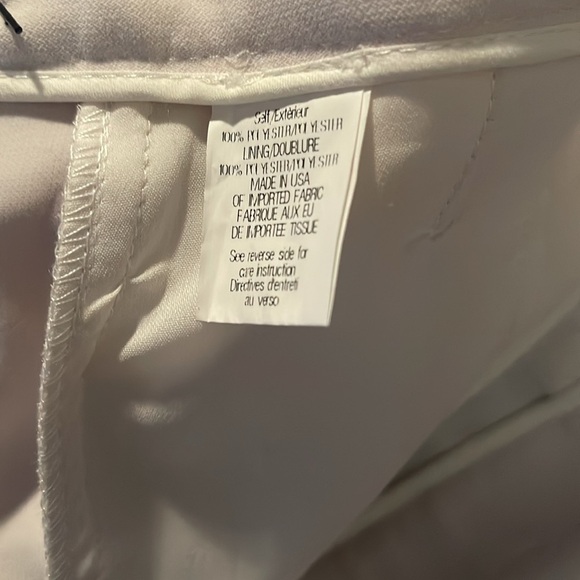 Self/Extérieur
100% POLYESTER/POLYESTER
LINING/DOUBLURE
100% POLYESTER/POLYESTER
MADE IN USA
OF IMPORTED FABRIC
FABRIQUE AUX EU
DE IMPORTEE TISSUE
See reverse side for
care instruction
Directives d'entreti
au verso